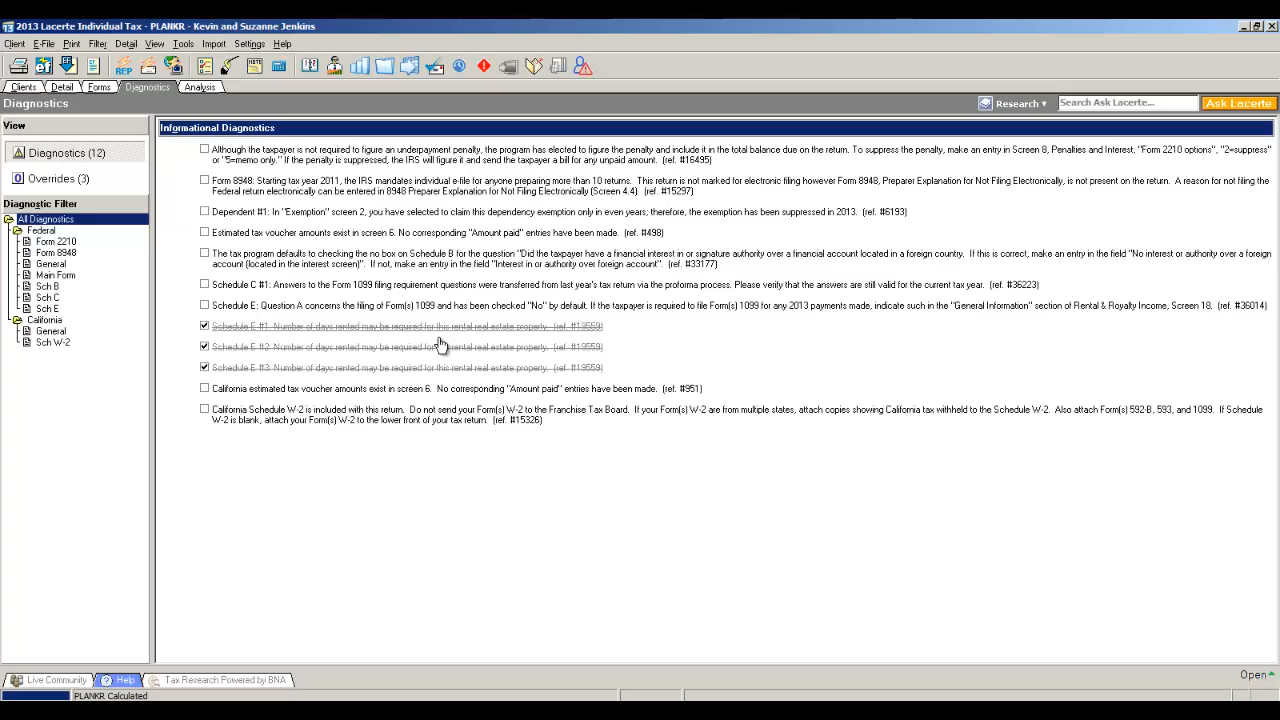 2013 Lacerte Individual Tax - PLANKR - Kevin and Suzanne Jenkins
Client E-File Print Filter Detail View Tools Import Settings Help
Clients Detail Forms Diagnostics Analysis
Diagnostics Research Search Ask Lacerte... Ask Lacerte
View
Diagnostics (12)
Overrides (3)
Diagnostic Filter
All Diagnostics
Federal
Form 2210
Form 8948
General
Main Form
Sch B
Sch C
Sch E
California
General
Sch W-2
Informational Diagnostics
Although the taxpayer is not required to figure an underpayment penalty, the program has elected to figure the penalty and include it in the total balance due on the return. To suppress the penalty, make an entry in Screen 8, Penalties and Interest, "Form 2210 options", "2=suppress"
or "5=memo only." If the penalty is suppressed, the IRS will figure it and send the taxpayer a bill for any unpaid amount. (ref. #16495)
Form 8948: Starting tax year 2011, the IRS mandates individual e-file for anyone preparing more than 10 returns. This return is not marked for electronic filing however Form 8948, Preparer Explanation for Not Filing Electronically, is not present on the return. A reason for not filing the
Federal return electronically can be entered in 8948 Preparer Explanation for Not Filing Electronically (Screen 4.4). (ref. #15297)
Dependent #1: In "Exemption" screen 2, you have selected to claim this dependency exemption only in even years; therefore, the exemption has been suppressed in 2013. (ref. #6193)
Estimated tax voucher amounts exist in screen 6. No corresponding "Amount paid" entries have been made. (ref. #498)
The tax program defaults to checking the no box on Schedule B for the question "Did the taxpayer have a financial interest in or signature authority over a financial account located in a foreign country. If this is correct, make an entry in the field "No interest or authority over a foreign
account (located in the interest screen)". If not, make an entry in the field "Interest in or authority over foreign account". (ref. #33177)
Schedule C #1: Answers to the Form 1099 filing requirement questions were transferred from last year's tax return via the proforma process. Please verify that the answers are still valid for the current tax year. (ref. #36223)
Schedule E: Question A concerns the filing of Form(s) 1099 and has been checked "No" by default. If the taxpayer is required to file Form(s) 1099 for any 2013 payments made, indicate such in the "General Information" section of Rental & Royalty Income, Screen 18. (ref. #36014)
Schedule E #1: Number of days rented may be required for this rental real estate property. (ref. #19559)
Schedule E #2: Number of days rented may be required for rental real estate property. (ref. #19559)
Schedule E #3: Number of days rented may be required for this rental real estate property. (ref. #19559)
California estimated tax voucher amounts exist in screen 6. No corresponding "Amount paid" entries have been made. (ref. #951)
California Schedule W-2 is included with this return. Do not send your Form(s) W-2 to the Franchise Tax Board. If your Form(s) W-2 are from multiple states, attach copies showing California tax withheld to the Schedule W-2. Also attach Form(s) 592-B, 593, and 1099. If Schedule
W-2 is blank, attach your Form(s) W-2 to the lower front of your tax return. (ref. #15326)
Live Community Help Tax Research Powered by BNA Open
PLANKR Calculated